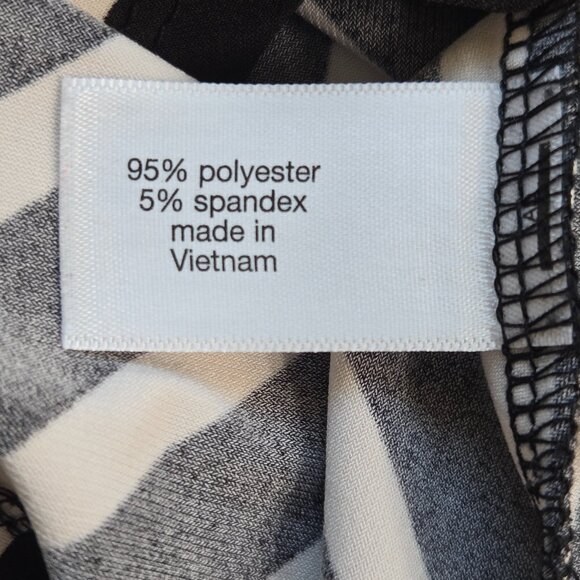 95% polyester
5% spandex
made in
Vietnam